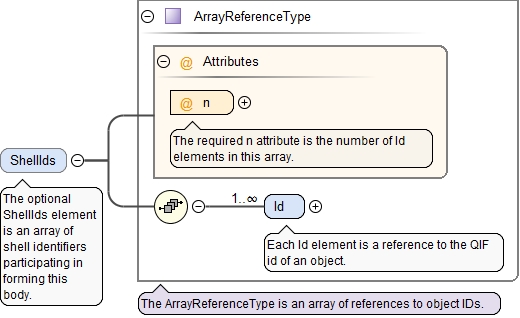 ArrayReferenceType
@ Attributes
@ n
The required n attribute is the number of Id
elements in this array.
ShellIds
The optional
ShellIds element
is an array of
shell identifiers
participating in
forming this
body.
1..∞
Id
Each Id element is a reference to the QIF
id of an object.
The ArrayReferenceType is an array of references to object IDs.